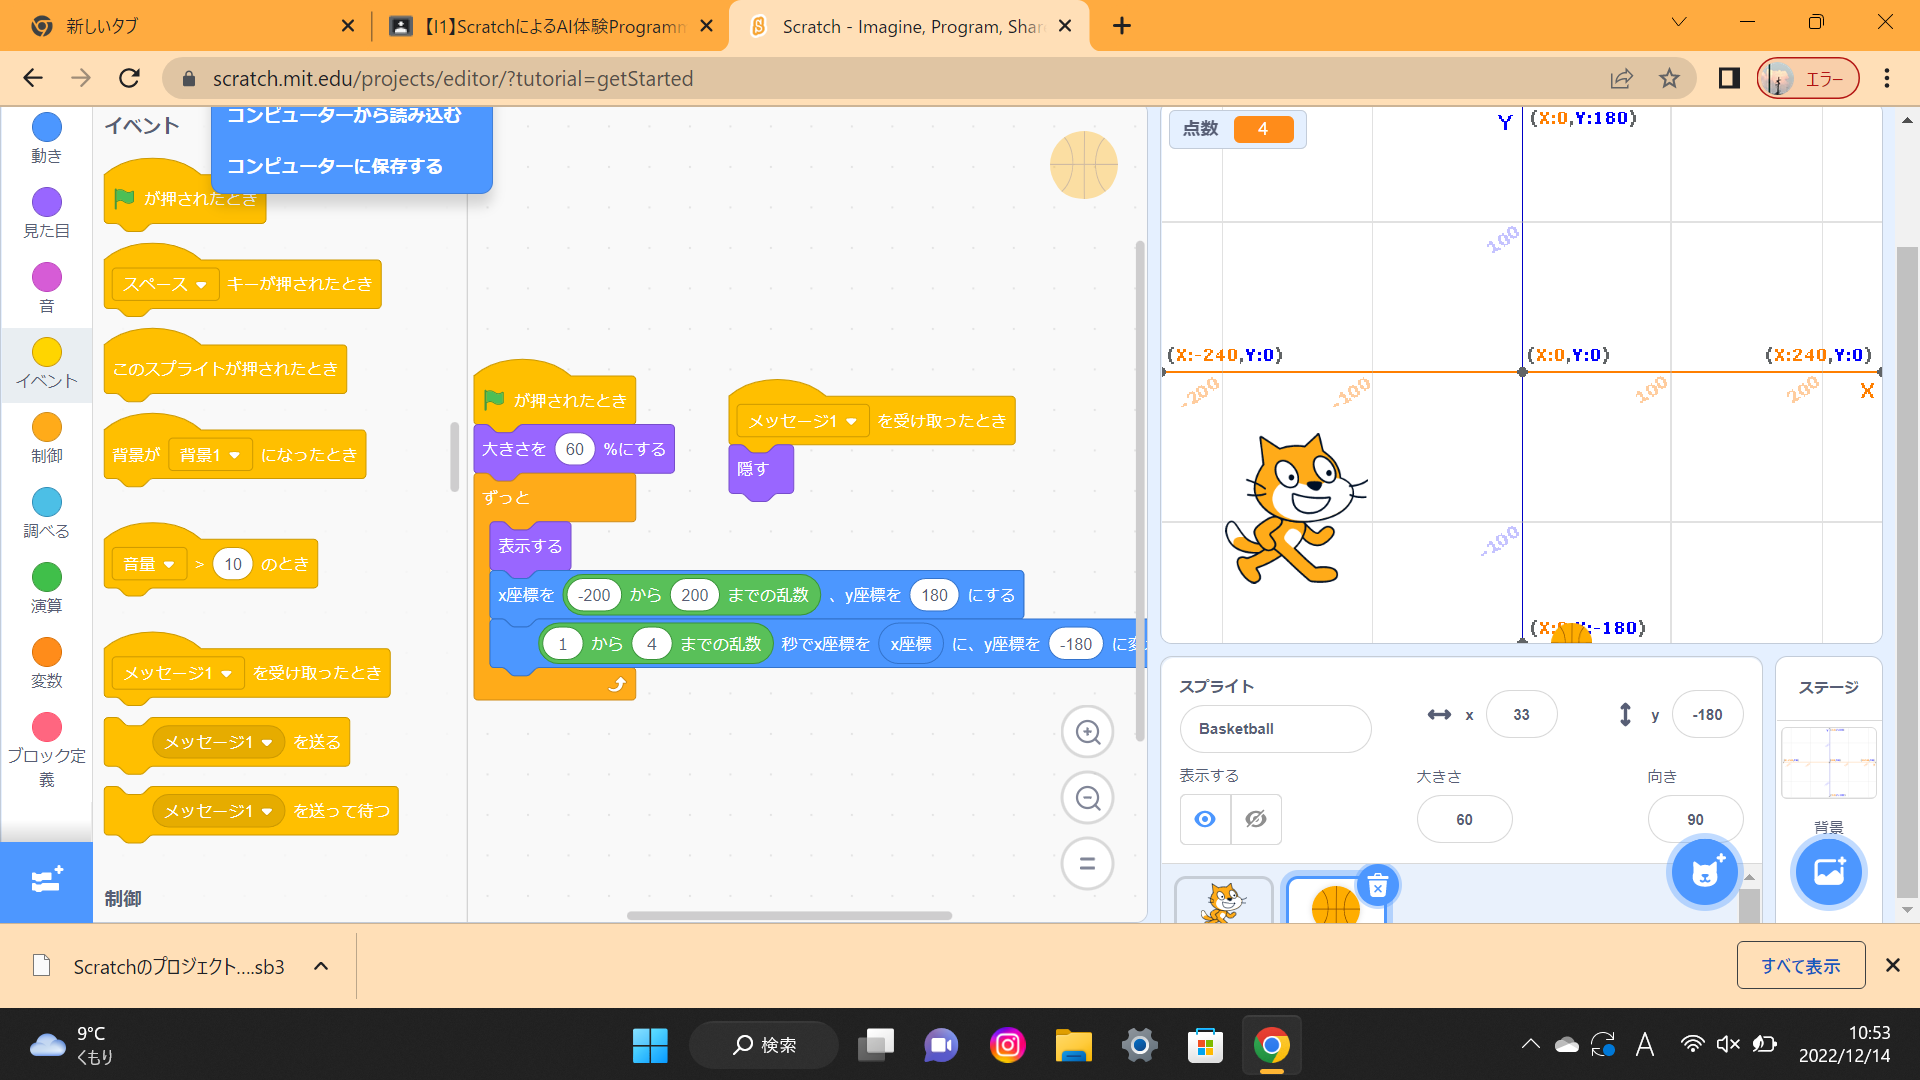 新しいタブ
【I1】ScratchによるAI体験Programm
Scratch - Imagine, Program, Shar
scratch.mit.edu/projects/editor/?tutorial=getStarted
エラー
コンピューターから読み込む
コンピューターに保存する
動き
見た目
音
イベント
制御
調べる
演算
変数
ブロック定
義
イベント
が押されたとき
スペース キーが押されたとき
このスプライトが押されたとき
背景が 背景1 になったとき
音量 > 10 のとき
メッセージ1 を受け取ったとき
メッセージ1 を送る
メッセージ1 を送って待つ
制御
が押されたとき
大きさを 60 %にする
ずっと
表示する
x座標を -200 から 200 までの乱数 、y座標を 180 にする
1 から 4 までの乱数 秒でx座標を x座標 に、y座標を -180 に変
メッセージ1 を受け取ったとき
隠す
点数 4
Y (X:0,Y:180)
100
(X:-240,Y:0) (X:0,Y:0) (X:240,Y:0)
-200 -100 100 200 X
-100
スプライト
Basketball
x 33
y -180
表示する
大きさ
60
向き
90
ステージ
背景
Scratchのプロジェクト....sb3
すべて表示
9°C
くもり
検索
A
10:53
2022/12/14